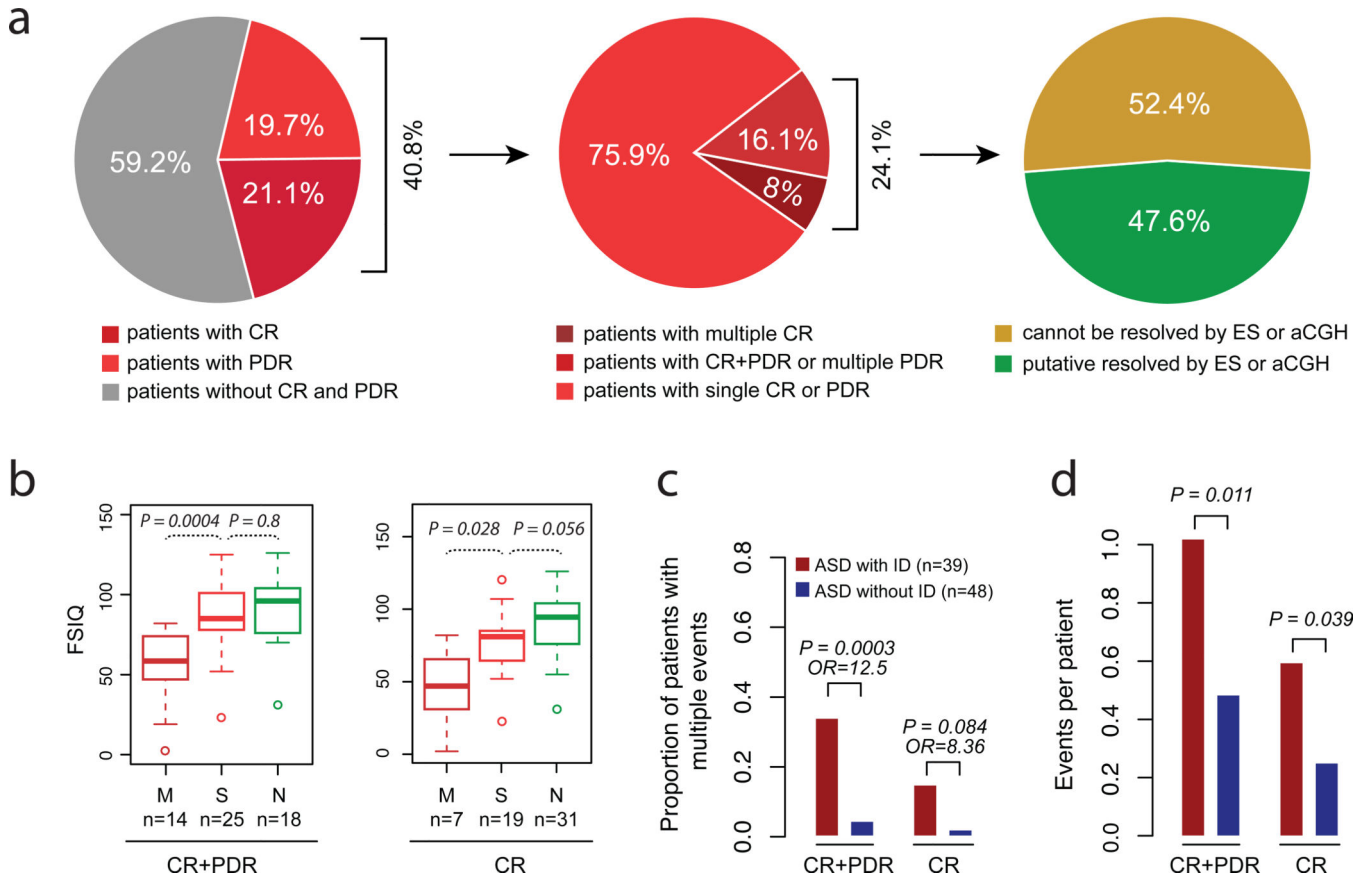 a
59.2%
19.7%
21.1%
40.8%
75.9%
16.1%
8%
24.1%
52.4%
47.6%
patients with CR
patients with PDR
patients without CR and PDR
patients with multiple CR
patients with CR+PDR or multiple PDR
patients with single CR or PDR
cannot be resolved by ES or aCGH
putative resolved by ES or aCGH
b
FSIQ
150
100
50
0
P = 0.0004
P = 0.8
M
S
N
n=14
n=25
n=18
CR+PDR
150
100
50
0
P = 0.028
P = 0.056
M
S
N
n=7
n=19
n=31
CR
c
Proportion of patients with
multiple events
0.8
0.6
0.4
0.2
0.0
ASD with ID (n=39)
ASD without ID (n=48)
P = 0.0003
OR=12.5
P = 0.084
OR=8.36
CR+PDR
CR
d
Events per patient
1.0
0.8
0.6
0.4
0.2
0.0
P = 0.011
P = 0.039
CR+PDR
CR